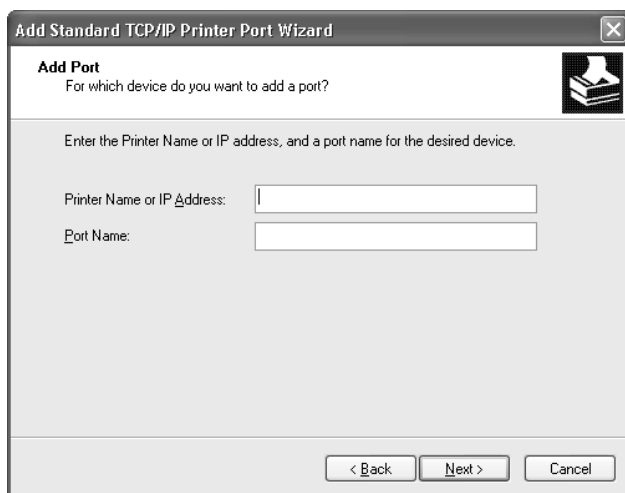 Add Standard TCP/IP Printer Port Wizard
Add Port
For which device do you want to add a port?
Enter the Printer Name or IP address, and a port name for the desired device.
Printer Name or IP Address:
Port Name:
< Back Next > Cancel